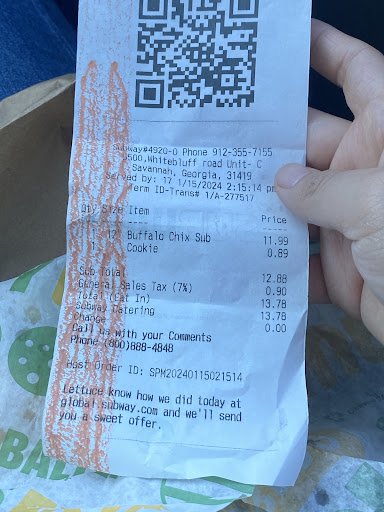 Subway#4920-0 Phone 912-355-7155
5500,Whitebluff road Unit- C
Savannah, Georgia, 31419
Served by: 17 1/15/2024 2:15:14 pm
Term ID-Trans# 1/A-277517
Qty Size Item Price
1 12" Buffalo Chix Sub 11.99
1 Cookie 0.89
Sub Total 12.88
General Sales Tax (7%) 0.90
Total (Eat In) 13.78
Subway Catering 13.78
Change 0.00
Call us with your Comments
Phone (800)888-4848
Host Order ID: SPM20240115021514
Lettuce know how we did today at
global.subway.com and we'll send
you a sweet offer.